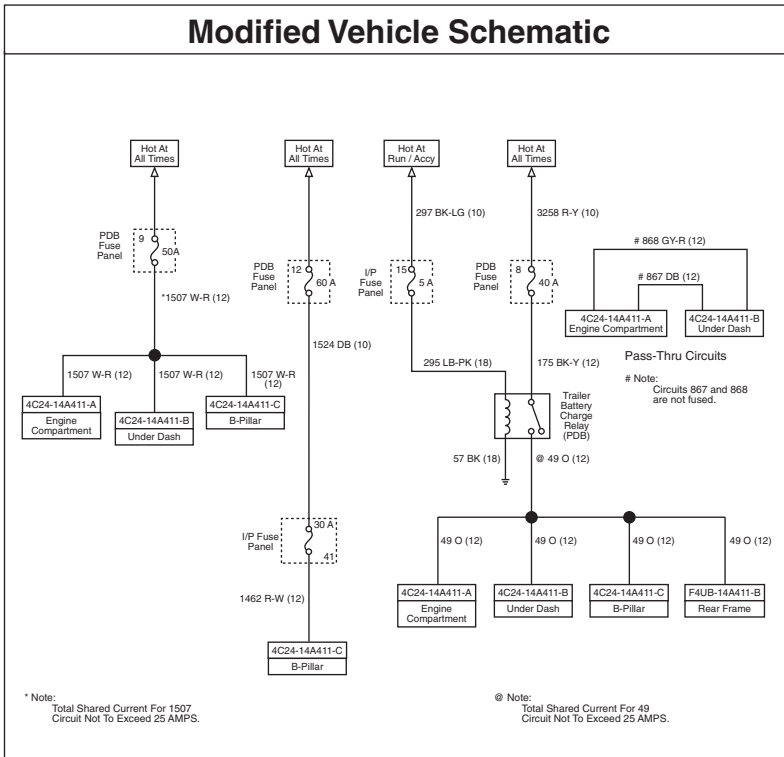 Modified Vehicle Schematic
Hot At
All Times
Hot At
All Times
Hot At
Run / Accy
Hot At
All Times
297 BK-LG (10)
3258 R-Y (10)
PDB
Fuse
Panel
9
50A
PDB
Fuse
Panel
12
60 A
I/P
Fuse
Panel
15
5 A
PDB
Fuse
Panel
8
40 A
# 868 GY-R (12)
# 867 DB (12)
4C24-14A411-A
Engine Compartment
4C24-14A411-B
Under Dash
Pass-Thru Circuits
# Note:
Circuits 867 and 868
are not fused.
*1507 W-R (12)
1524 DB (10)
295 LB-PK (18)
175 BK-Y (12)
1507 W-R (12)
1507 W-R (12)
1507 W-R
(12)
4C24-14A411-A
Engine
Compartment
4C24-14A411-B
Under Dash
4C24-14A411-C
B-Pillar
Trailer
Battery
Charge
Relay
(PDB)
57 BK (18)
@ 49 O (12)
I/P Fuse
Panel
30 A
41
49 O (12)
49 O (12)
49 O (12)
49 O (12)
1462 R-W (12)
4C24-14A411-A
Engine
Compartment
4C24-14A411-B
Under Dash
4C24-14A411-C
B-Pillar
F4UB-14A411-B
Rear Frame
4C24-14A411-C
B-Pillar
* Note:
Total Shared Current For 1507
Circuit Not To Exceed 25 AMPS.
@ Note:
Total Shared Current For 49
Circuit Not To Exceed 25 AMPS.